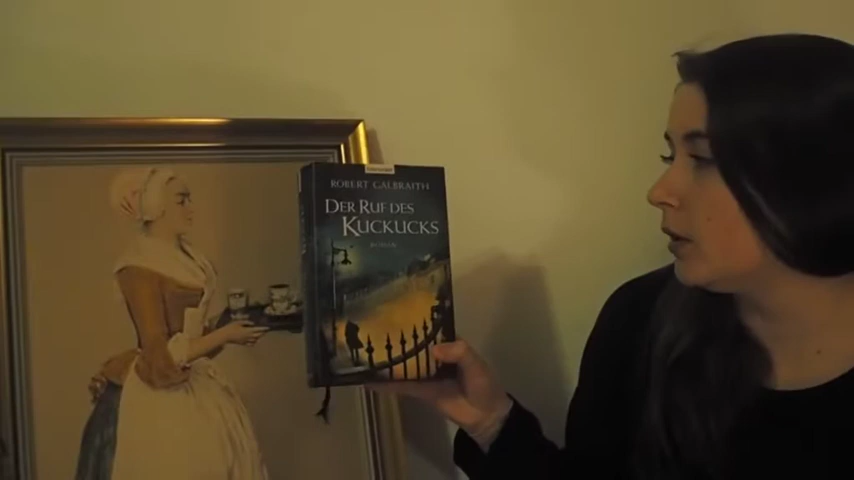 ROBERT GALBRAITH
DER RUF DES
KUCKUCKS
ROMAN